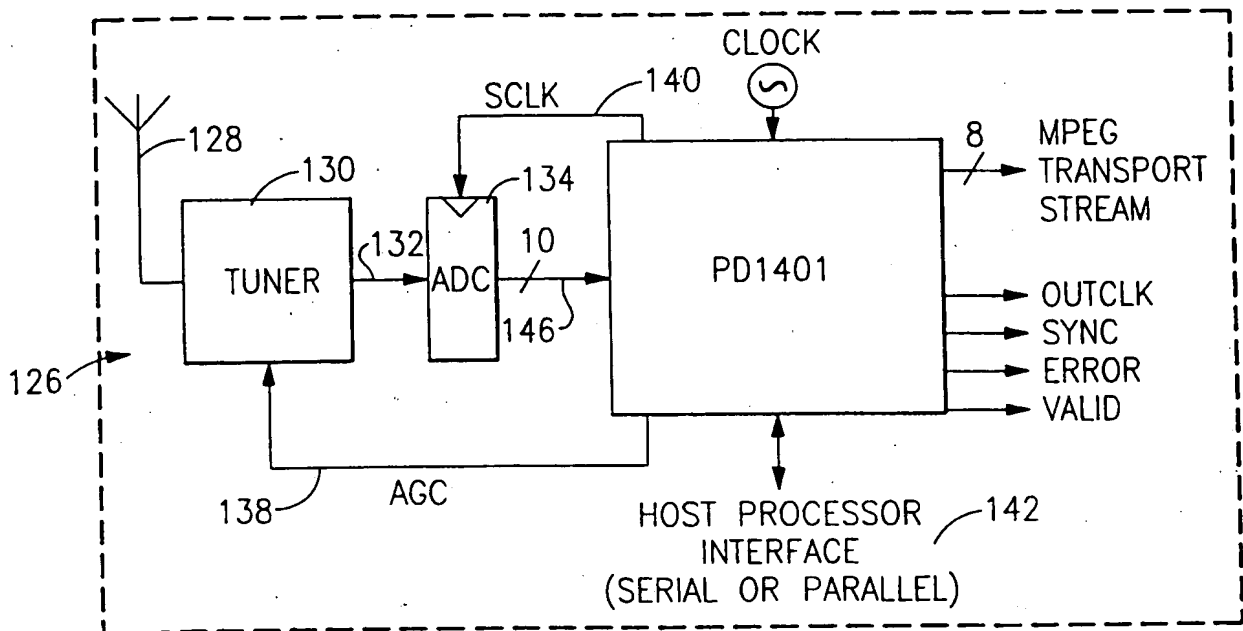 CLOCK
SCLK
140
128
130
134
8
MPEG
TRANSPORT
STREAM
TUNER
132
ADC
10
146
PD1401
OUTCLK
SYNC
ERROR
VALID
126
138
AGC
HOST PROCESSOR
INTERFACE
(SERIAL OR PARALLEL)
142